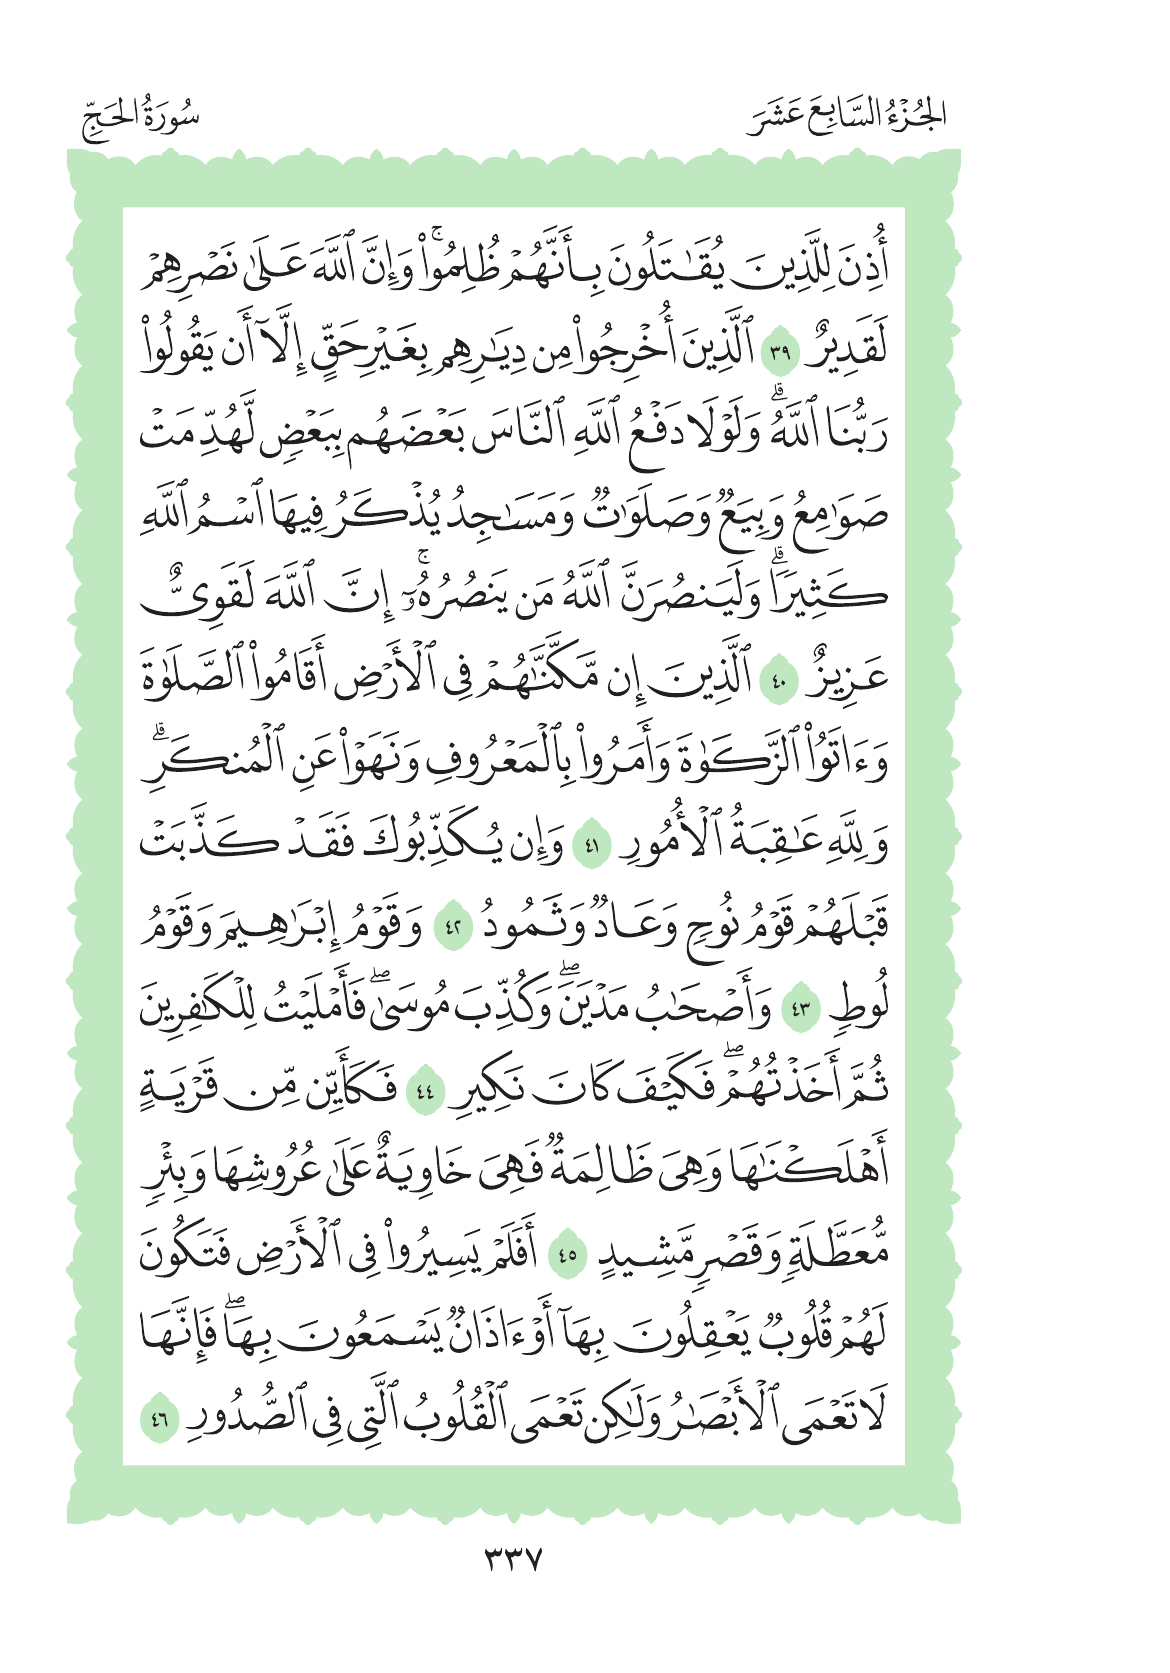 الجُزْءُ السَّابِعَ عَشَرَ
سُورَةُ الحَجِّ
أُذِنَ لِلَّذِينَ يُقَٰتَلُونَ بِأَنَّهُمْ ظُلِمُوا۟ ۚ وَإِنَّ ٱللَّهَ عَلَىٰ نَصْرِهِمْ
لَقَدِيرٌ ٣٩ ٱلَّذِينَ أُخْرِجُوا۟ مِن دِيَٰرِهِم بِغَيْرِ حَقٍّ إِلَّآ أَن يَقُولُوا۟
رَبُّنَا ٱللَّهُ ۗ وَلَوْلَا دَفْعُ ٱللَّهِ ٱلنَّاسَ بَعْضَهُم بِبَعْضٍ لَّهُدِّمَتْ
صَوَٰمِعُ وَبِيَعٌ وَصَلَوَٰتٌ وَمَسَٰجِدُ يُذْكَرُ فِيهَا ٱسْمُ ٱللَّهِ
كَثِيرًا ۗ وَلَيَنصُرَنَّ ٱللَّهُ مَن يَنصُرُهُۥٓ ۚ إِنَّ ٱللَّهَ لَقَوِىٌّ
عَزِيزٌ ٤٠ ٱلَّذِينَ إِن مَّكَّنَّٰهُمْ فِى ٱلْأَرْضِ أَقَامُوا۟ ٱلصَّلَوٰةَ
وَءَاتَوُا۟ ٱلزَّكَوٰةَ وَأَمَرُوا۟ بِٱلْمَعْرُوفِ وَنَهَوْا۟ عَنِ ٱلْمُنكَرِ ۗ
وَلِلَّهِ عَٰقِبَةُ ٱلْأُمُورِ ٤١ وَإِن يُكَذِّبُوكَ فَقَدْ كَذَّبَتْ
قَبْلَهُمْ قَوْمُ نُوحٍ وَعَادٌ وَثَمُودُ ٤٢ وَقَوْمُ إِبْرَٰهِيمَ وَقَوْمُ
لُوطٍ ٤٣ وَأَصْحَٰبُ مَدْيَنَ ۖ وَكُذِّبَ مُوسَىٰ ۖ فَأَمْلَيْتُ لِلْكَٰفِرِينَ
ثُمَّ أَخَذْتُهُمْ ۖ فَكَيْفَ كَانَ نَكِيرِ ٤٤ فَكَأَيِّن مِّن قَرْيَةٍ
أَهْلَكْنَٰهَا وَهِىَ ظَالِمَةٌ فَهِىَ خَاوِيَةٌ عَلَىٰ عُرُوشِهَا وَبِئْرٍ
مُّعَطَّلَةٍ وَقَصْرٍ مَّشِيدٍ ٤٥ أَفَلَمْ يَسِيرُوا۟ فِى ٱلْأَرْضِ فَتَكُونَ
لَهُمْ قُلُوبٌ يَعْقِلُونَ بِهَآ أَوْ ءَاذَانٌ يَسْمَعُونَ بِهَا ۖ فَإِنَّهَا
لَا تَعْمَى ٱلْأَبْصَٰرُ وَلَٰكِن تَعْمَى ٱلْقُلُوبُ ٱلَّتِى فِى ٱلصُّدُورِ ٤٦
٣٣٧